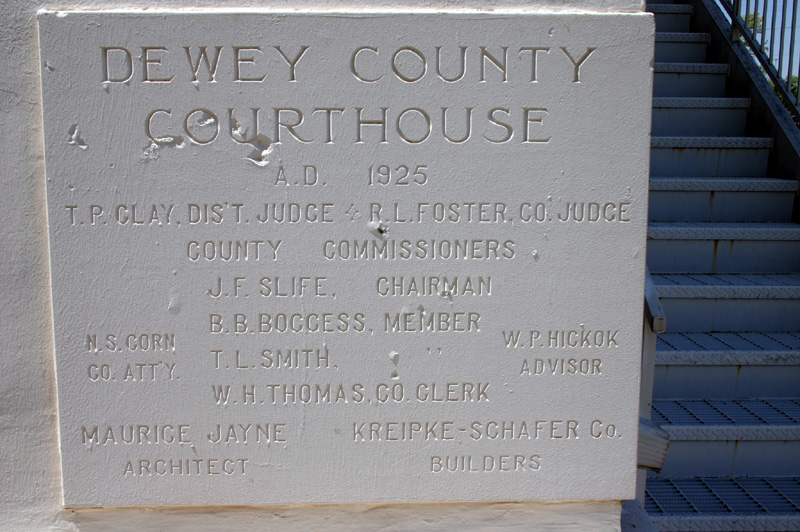 DEWEY COUNTY
COURTHOUSE
A.D. 1925
T.P. CLAY, DIS'T. JUDGE & R.L. FOSTER, CO. JUDGE
COUNTY COMMISSIONERS
J.F. SLIFE, CHAIRMAN
B.B. BOGGESS, MEMBER
N.S. CORN
CO. ATT'Y.
T.L. SMITH, "
W.P. HICKOK
ADVISOR
W.H. THOMAS, CO. CLERK
MAURICE JAYNE
ARCHITECT
KREIPKE-SCHAFER Co.
BUILDERS